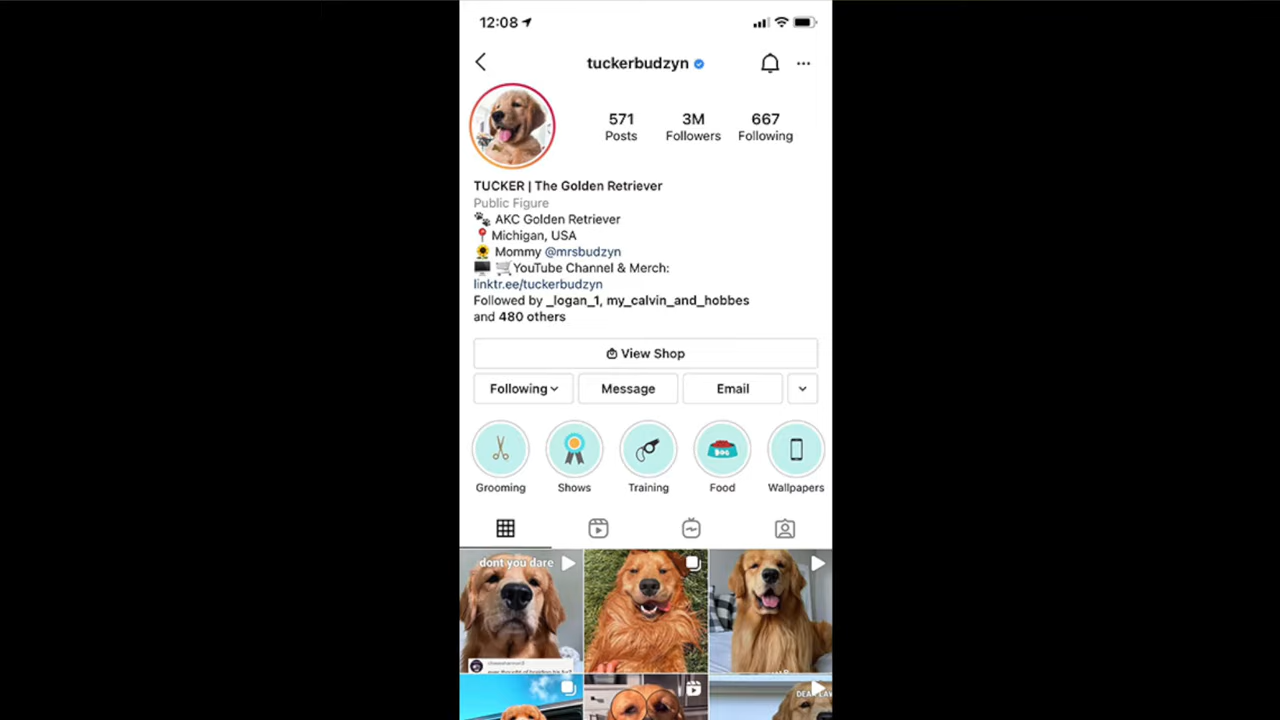 12:08
tuckerbudzyn
571
3M
667
Posts
Followers
Following
TUCKER | The Golden Retriever
Public Figure
AKC Golden Retriever
Michigan, USA
Mommy @mrsbudzyn
YouTube Channel & Merch:
linktr.ee/tuckerbudzyn
Followed by _logan_1, my_calvin_and_hobbes
and 480 others
View Shop
Following
Message
Email
Grooming
Shows
Training
Food
Wallpapers
dont you dare